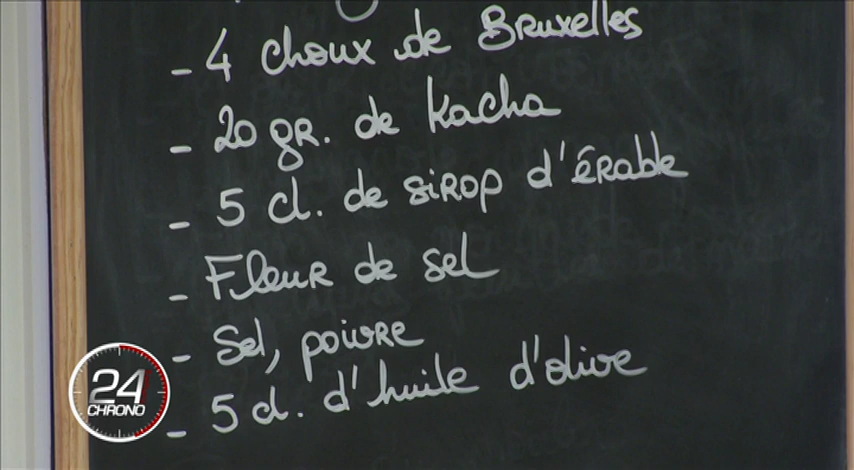 - 4 choux de Bruxelles
- 20 gr. de Kacha
- 5 cl. de sirop d'érable
- Fleur de sel
- Sel, poivre
- 5 cl. d'huile d'olive
24
CHRONO